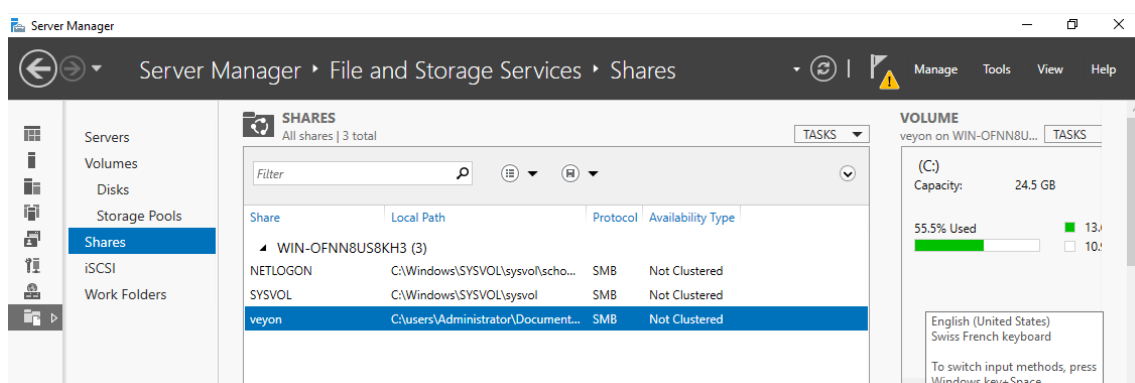 Server Manager
Server Manager ‣ File and Storage Services ‣ Shares
Manage Tools View Help
Servers
Volumes
Disks
Storage Pools
Shares
iSCSI
Work Folders
SHARES
All shares | 3 total
TASKS
Filter
Share Local Path Protocol Availability Type
WIN-OFNN8US8KH3 (3)
NETLOGON C:\Windows\SYSVOL\sysvol\scho... SMB Not Clustered
SYSVOL C:\Windows\SYSVOL\sysvol SMB Not Clustered
veyon C:\users\Administrator\Document... SMB Not Clustered
VOLUME
veyon on WIN-OFNN8U... TASKS
(C:)
Capacity: 24.5 GB
55.5% Used
English (United States)
Swiss French keyboard
To switch input methods, press
Windows key+Space